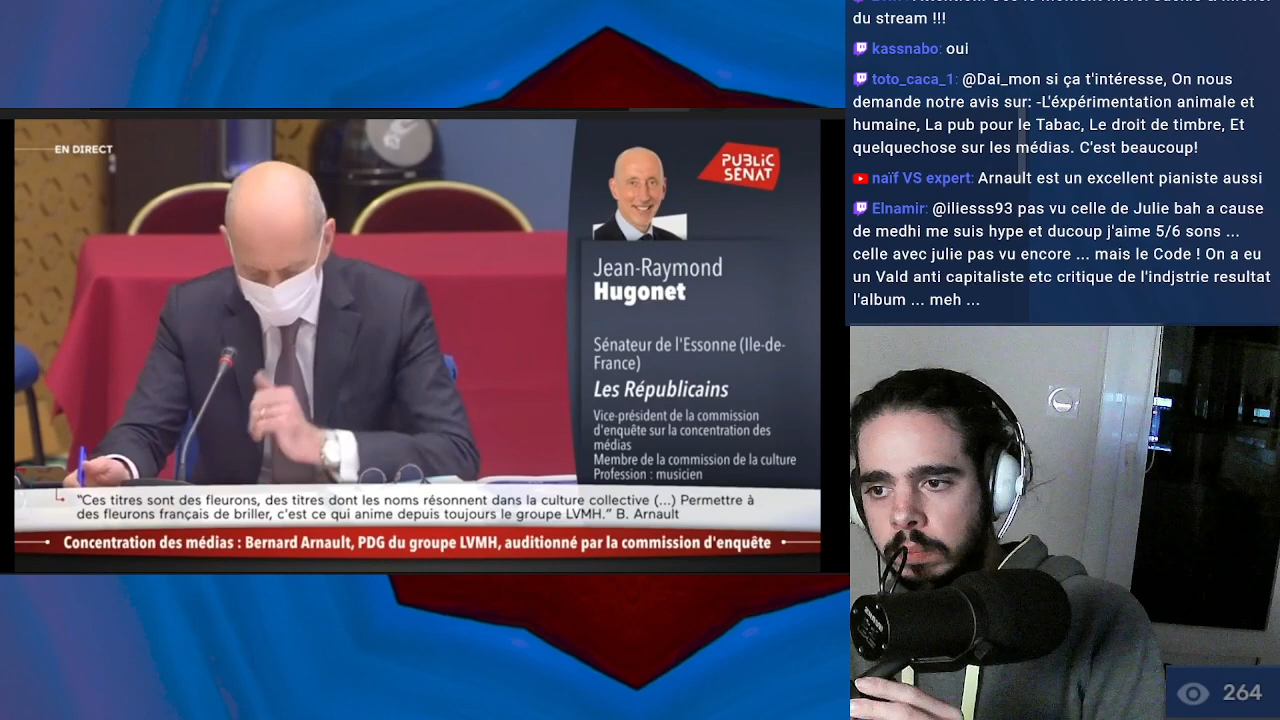 EN DIRECT
PUBLIC
SÉNAT
Jean-Raymond
Hugonet
Sénateur de l'Essonne (Ile-de-
France)
Les Républicains
Vice-président de la commission
d'enquête sur la concentration des
médias
Membre de la commission de la culture
Profession : musicien
"Ces titres sont des fleurons, des titres dont les noms résonnent dans la culture collective (...) Permettre à
des fleurons français de briller, c'est ce qui anime depuis toujours le groupe LVMH." B. Arnault
Concentration des médias : Bernard Arnault, PDG du groupe LVMH, auditionné par la commission d'enquête
du stream !!!
kassnabo: oui
toto_caca_1: @Dai_mon si ça t'intéresse, On nous
demande notre avis sur: -L'éxpérimentation animale et
humaine, La pub pour le Tabac, Le droit de timbre, Et
quelquechose sur les médias. C'est beaucoup!
naïf VS expert: Arnault est un excellent pianiste aussi
Elnamir: @iliesss93 pas vu celle de Julie bah a cause
de medhi me suis hype et ducoup j'aime 5/6 sons ...
celle avec julie pas vu encore ... mais le Code ! On a eu
un Vald anti capitaliste etc critique de l'indjstrie resultat
l'album ... meh ...
264